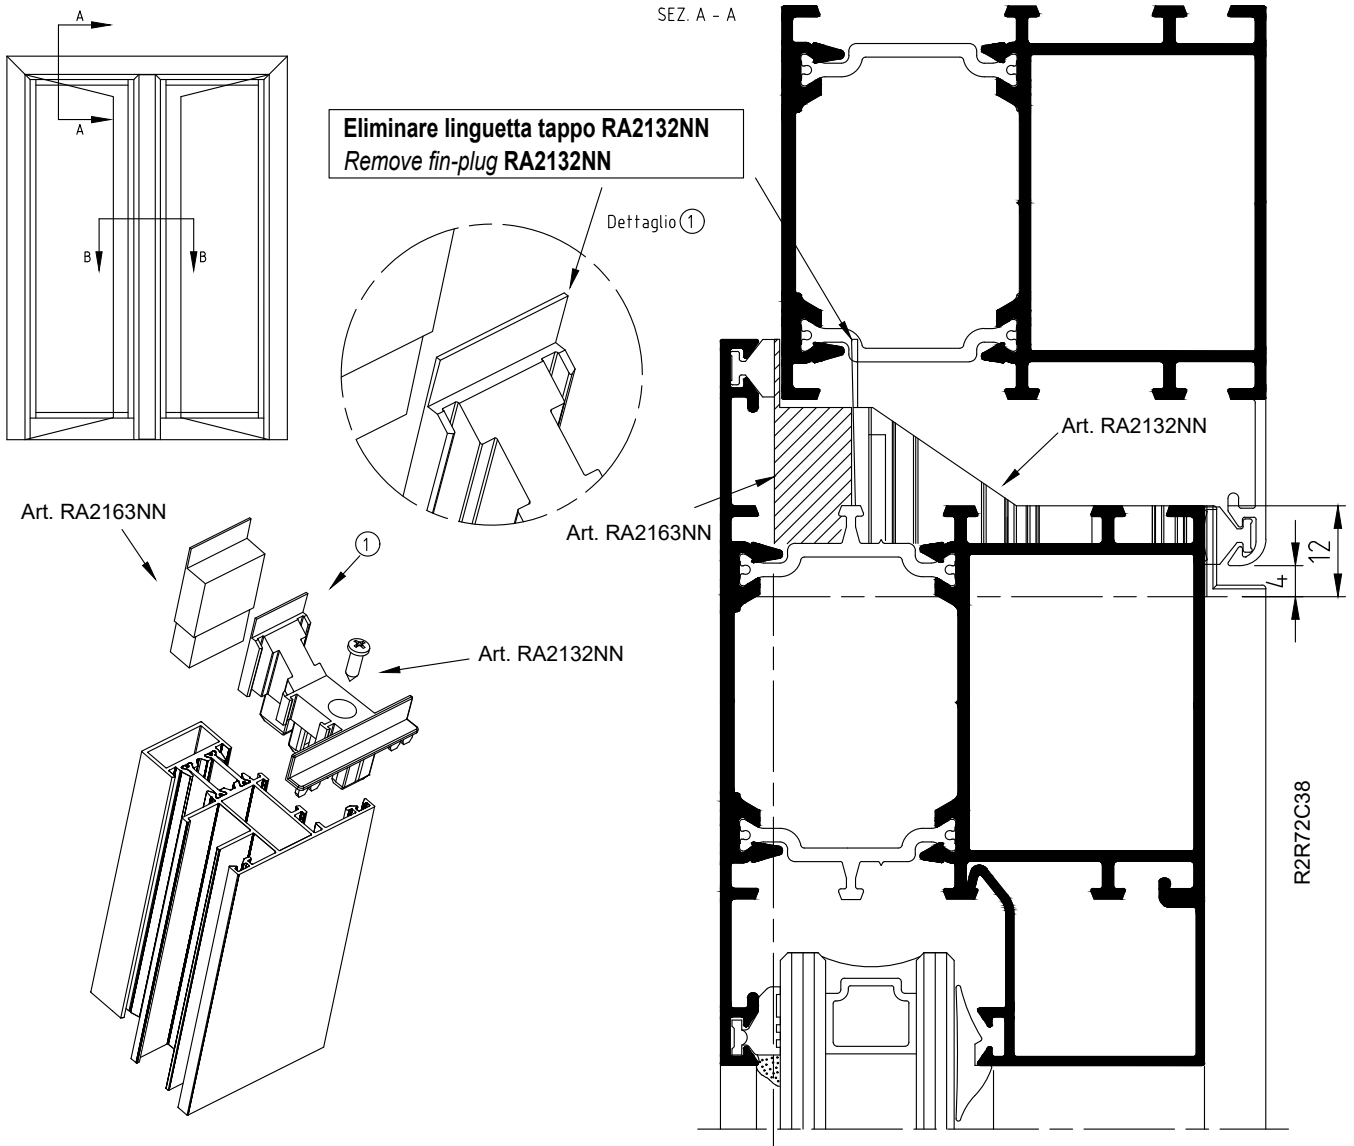 SEZ. A - A
A
A
B
B
Eliminare linguetta tappo RA2132NN
Remove fin-plug RA2132NN
Dettaglio 1
Art. RA2132NN
Art. RA2163NN
Art. RA2163NN
1
Art. RA2132NN
12
4
R2R72C38